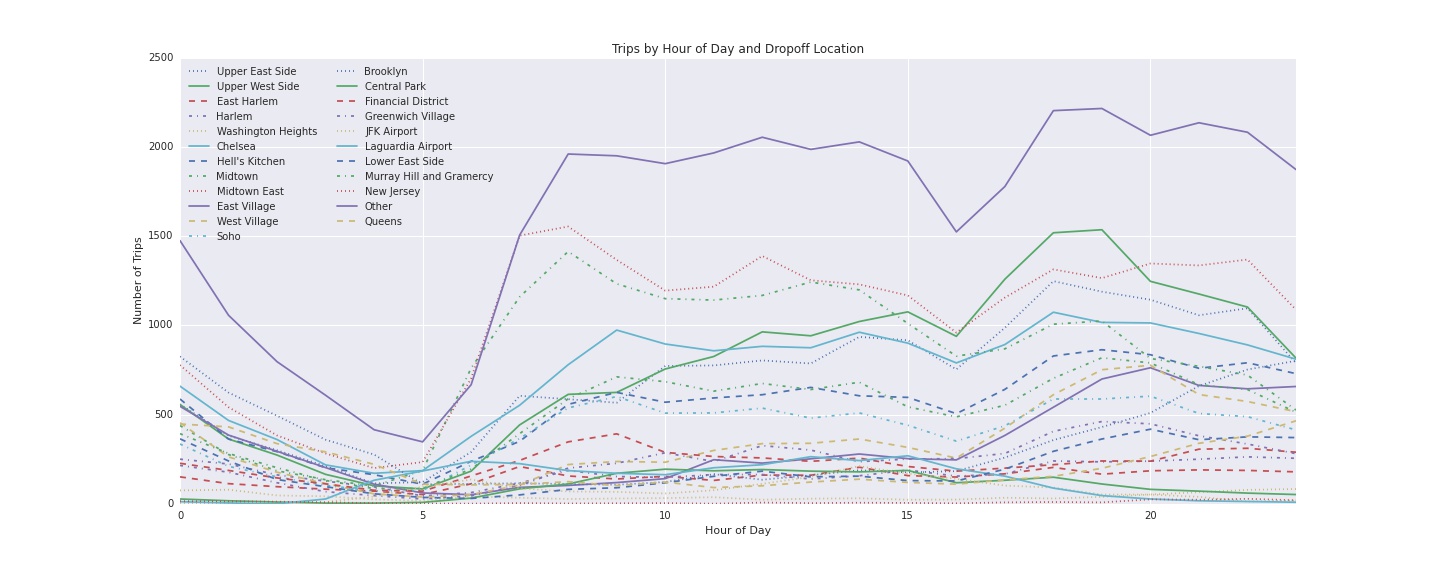 Trips by Hour of Day and Dropoff Location
2500
2000
1500
1000
500
0
Number of Trips
Upper East Side
Upper West Side
East Harlem
Harlem
Washington Heights
Chelsea
Hell's Kitchen
Midtown
Midtown East
East Village
West Village
Soho
Brooklyn
Central Park
Financial District
Greenwich Village
JFK Airport
Laguardia Airport
Lower East Side
Murray Hill and Gramercy
New Jersey
Other
Queens
0 5 10 15 20
Hour of Day